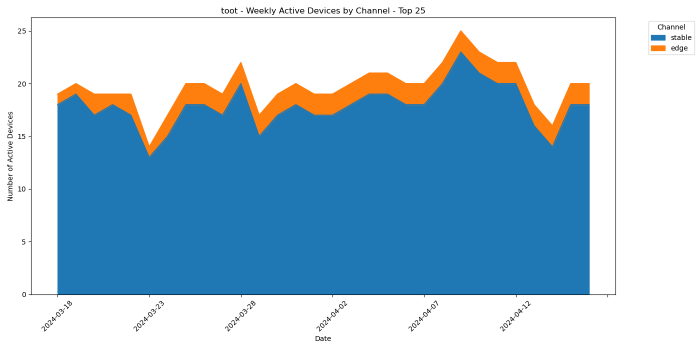 toot - Weekly Active Devices by Channel - Top 25
Channel
stable
edge
Number of Active Devices
25
20
15
10
5
0
2024-03-18
2024-03-23
2024-03-28
2024-04-02
2024-04-07
2024-04-12
Date